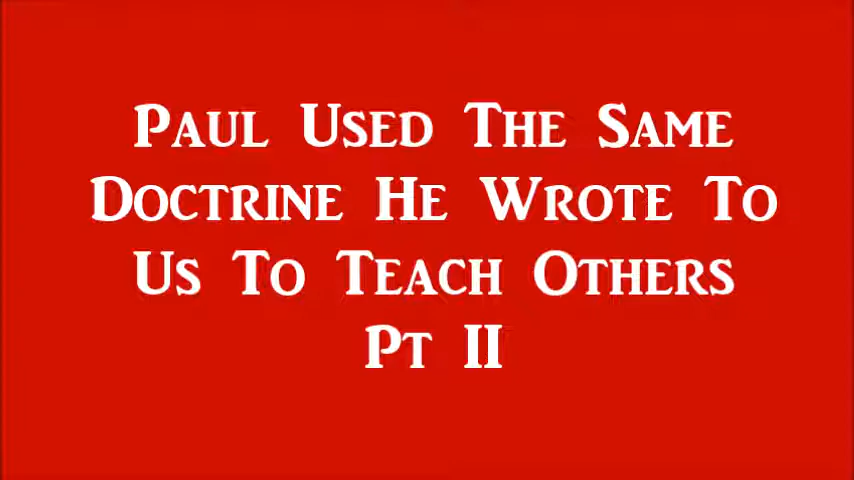 Paul Used The Same
Doctrine He Wrote To
Us To Teach Others
Pt II